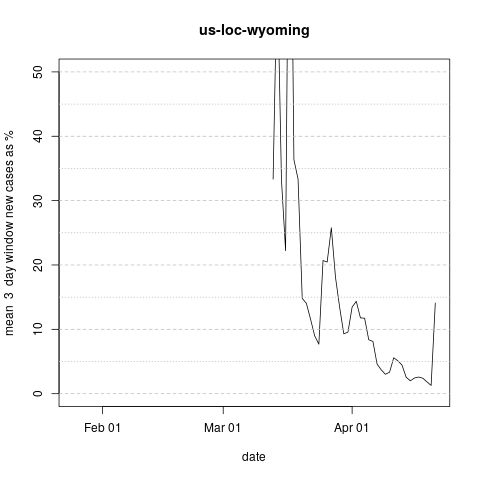 us-loc-wyoming
50
40
30
20
10
0
mean 3 day window new cases as %
Feb 01
Mar 01
Apr 01
date